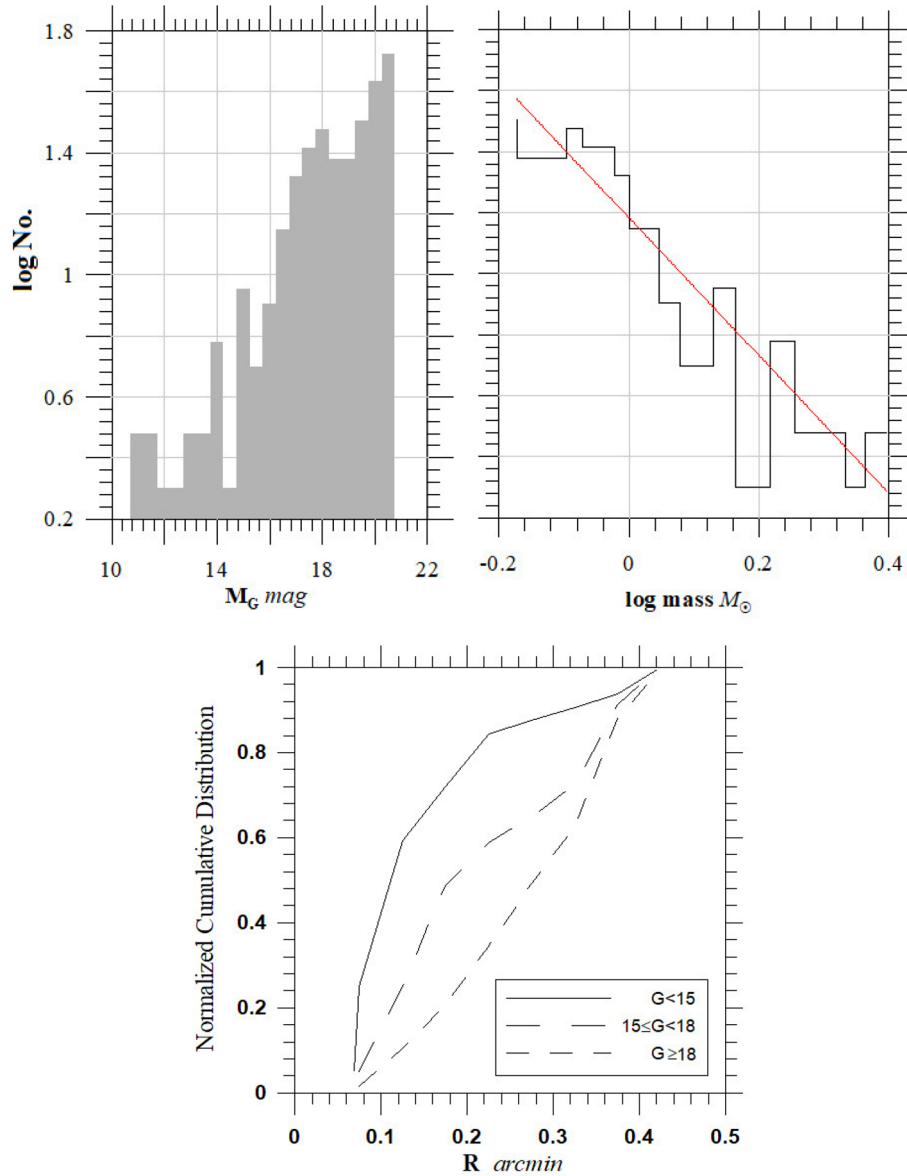 1.8
1.4
1
0.6
0.2
log No.
10 14 18 22
M_G mag
-0.2 0 0.2 0.4
log mass M_⊙
1
0.8
0.6
0.4
0.2
0
Normalized Cumulative Distribution
G<15
15≤G<18
G ≥18
0 0.1 0.2 0.3 0.4 0.5
R arcmin